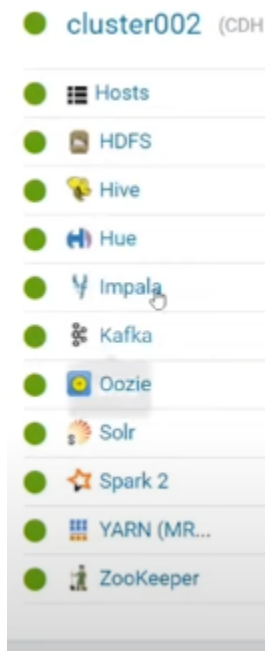 cluster002 (CDH
Hosts
HDFS
Hive
Hue
Impala
Kafka
Oozie
Solr
Spark 2
YARN (MR...
ZooKeeper